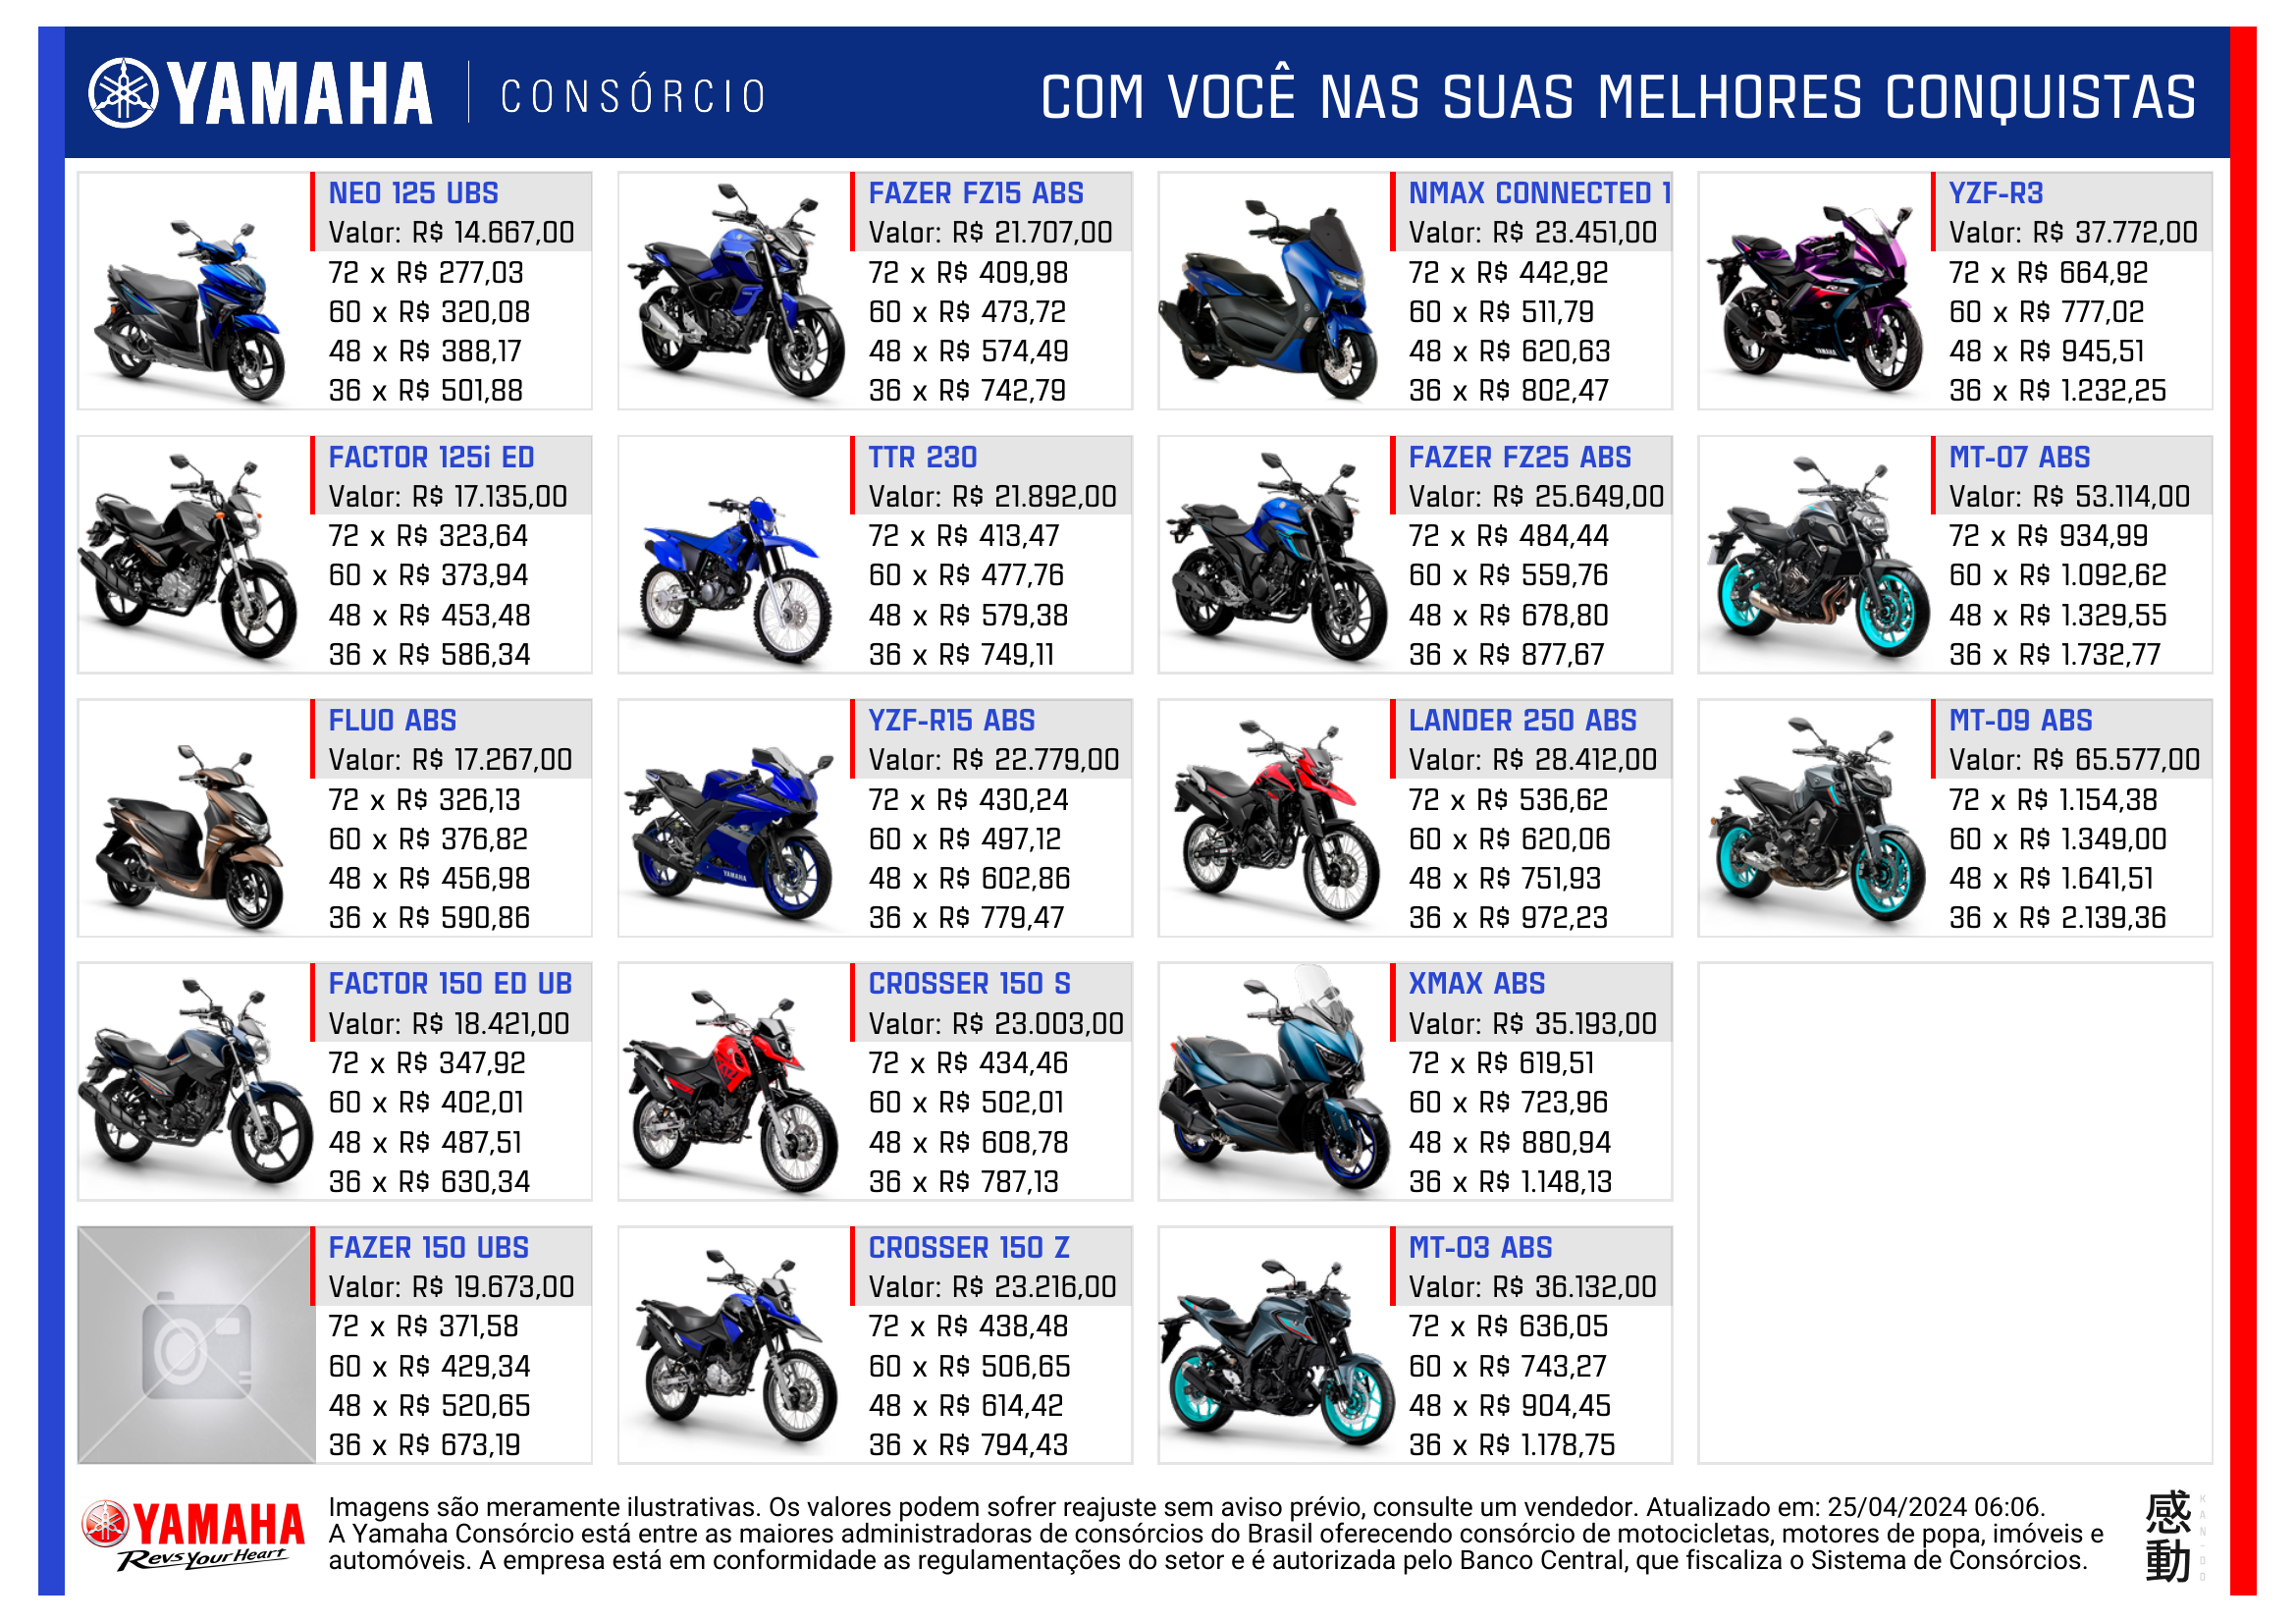 YAMAHA CONSÓRCIO
COM VOCÊ NAS SUAS MELHORES CONQUISTAS
NEO 125 UBS
Valor: R$ 14.667,00
72 x R$ 277,03
60 x R$ 320,08
48 x R$ 388,17
36 x R$ 501,88
FAZER FZ15 ABS
Valor: R$ 21.707,00
72 x R$ 409,98
60 x R$ 473,72
48 x R$ 574,49
36 x R$ 742,79
NMAX CONNECTED 1
Valor: R$ 23.451,00
72 x R$ 442,92
60 x R$ 511,79
48 x R$ 620,63
36 x R$ 802,47
YZF-R3
Valor: R$ 37.772,00
72 x R$ 664,92
60 x R$ 777,02
48 x R$ 945,51
36 x R$ 1.232,25
FACTOR 125i ED
Valor: R$ 17.135,00
72 x R$ 323,64
60 x R$ 373,94
48 x R$ 453,48
36 x R$ 586,34
TTR 230
Valor: R$ 21.892,00
72 x R$ 413,47
60 x R$ 477,76
48 x R$ 579,38
36 x R$ 749,11
FAZER FZ25 ABS
Valor: R$ 25.649,00
72 x R$ 484,44
60 x R$ 559,76
48 x R$ 678,80
36 x R$ 877,67
MT-07 ABS
Valor: R$ 53.114,00
72 x R$ 934,99
60 x R$ 1.092,62
48 x R$ 1.329,55
36 x R$ 1.732,77
FLUO ABS
Valor: R$ 17.267,00
72 x R$ 326,13
60 x R$ 376,82
48 x R$ 456,98
36 x R$ 590,86
YZF-R15 ABS
Valor: R$ 22.779,00
72 x R$ 430,24
60 x R$ 497,12
48 x R$ 602,86
36 x R$ 779,47
LANDER 250 ABS
Valor: R$ 28.412,00
72 x R$ 536,62
60 x R$ 620,06
48 x R$ 751,93
36 x R$ 972,23
MT-09 ABS
Valor: R$ 65.577,00
72 x R$ 1.154,38
60 x R$ 1.349,00
48 x R$ 1.641,51
36 x R$ 2.139,36
FACTOR 150 ED UB
Valor: R$ 18.421,00
72 x R$ 347,92
60 x R$ 402,01
48 x R$ 487,51
36 x R$ 630,34
CROSSER 150 S
Valor: R$ 23.003,00
72 x R$ 434,46
60 x R$ 502,01
48 x R$ 608,78
36 x R$ 787,13
XMAX ABS
Valor: R$ 35.193,00
72 x R$ 619,51
60 x R$ 723,96
48 x R$ 880,94
36 x R$ 1.148,13
FAZER 150 UBS
Valor: R$ 19.673,00
72 x R$ 371,58
60 x R$ 429,34
48 x R$ 520,65
36 x R$ 673,19
CROSSER 150 Z
Valor: R$ 23.216,00
72 x R$ 438,48
60 x R$ 506,65
48 x R$ 614,42
36 x R$ 794,43
MT-03 ABS
Valor: R$ 36.132,00
72 x R$ 636,05
60 x R$ 743,27
48 x R$ 904,45
36 x R$ 1.178,75
YAMAHA
Revs Your Heart
Imagens são meramente ilustrativas. Os valores podem sofrer reajuste sem aviso prévio, consulte um vendedor. Atualizado em: 25/04/2024 06:06.
A Yamaha Consórcio está entre as maiores administradoras de consórcios do Brasil oferecendo consórcio de motocicletas, motores de popa, imóveis e
automóveis. A empresa está em conformidade as regulamentações do setor e é autorizada pelo Banco Central, que fiscaliza o Sistema de Consórcios.
感動
KAN-DO